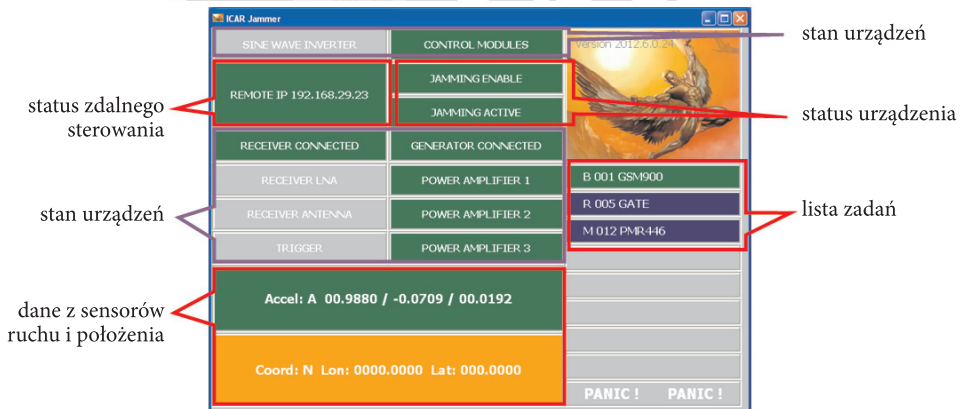 ICAR Jammer
SINE WAVE INVERTER
CONTROL MODULES
Version 2012.6.0.24
stan urządzeń
REMOTE IP 192.168.29.23
JAMMING ENABLE
JAMMING ACTIVE
status zdalnego
sterowania
status urządzenia
RECEIVER CONNECTED
GENERATOR CONNECTED
RECEIVER LNA
POWER AMPLIFIER 1
RECEIVER ANTENNA
POWER AMPLIFIER 2
TRIGGER
POWER AMPLIFIER 3
stan urządzeń
B 001 GSM900
R 005 GATE
M 012 PMR446
lista zadań
Accel: A 00.9880 / -0.0709 / 00.0192
dane z sensorów
ruchu i położenia
Coord: N Lon: 0000.0000 Lat: 000.0000
PANIC ! PANIC !